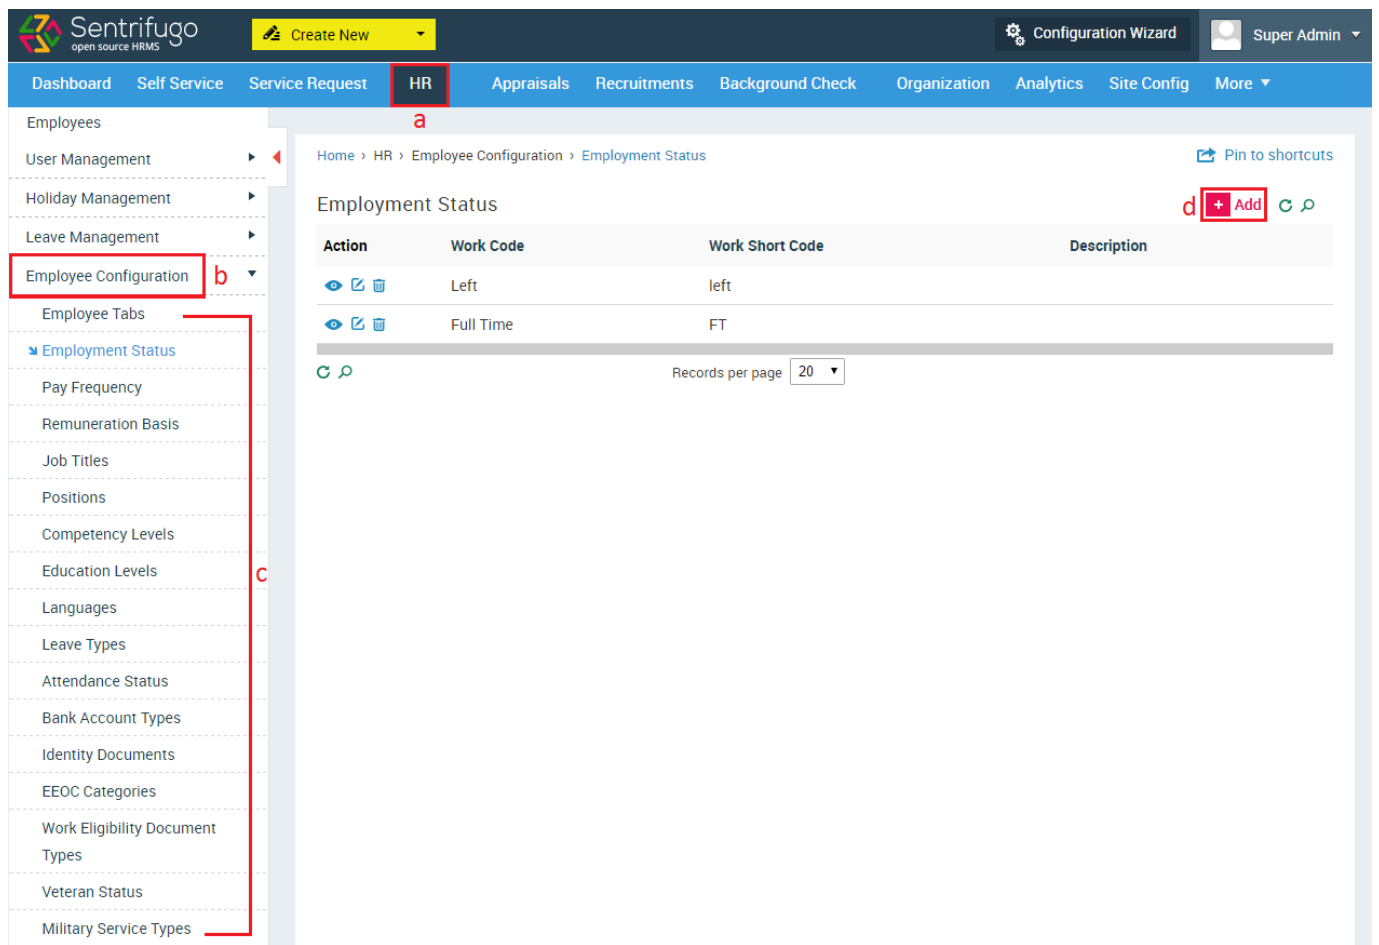 Sentrifugo
open source HRMS
Create New
Configuration Wizard
Super Admin
Dashboard Self Service Service Request HR Appraisals Recruitments Background Check Organization Analytics Site Config More
a
Employees
User Management
Holiday Management
Leave Management
Employee Configuration b
Employee Tabs
Employment Status
Pay Frequency
Remuneration Basis
Job Titles
Positions
Competency Levels
Education Levels
c
Languages
Leave Types
Attendance Status
Bank Account Types
Identity Documents
EEOC Categories
Work Eligibility Document
Types
Veteran Status
Military Service Types
Home › HR › Employee Configuration › Employment Status
Pin to shortcuts
Employment Status
d + Add
Action Work Code Work Short Code Description
Left left
Full Time FT
Records per page 20